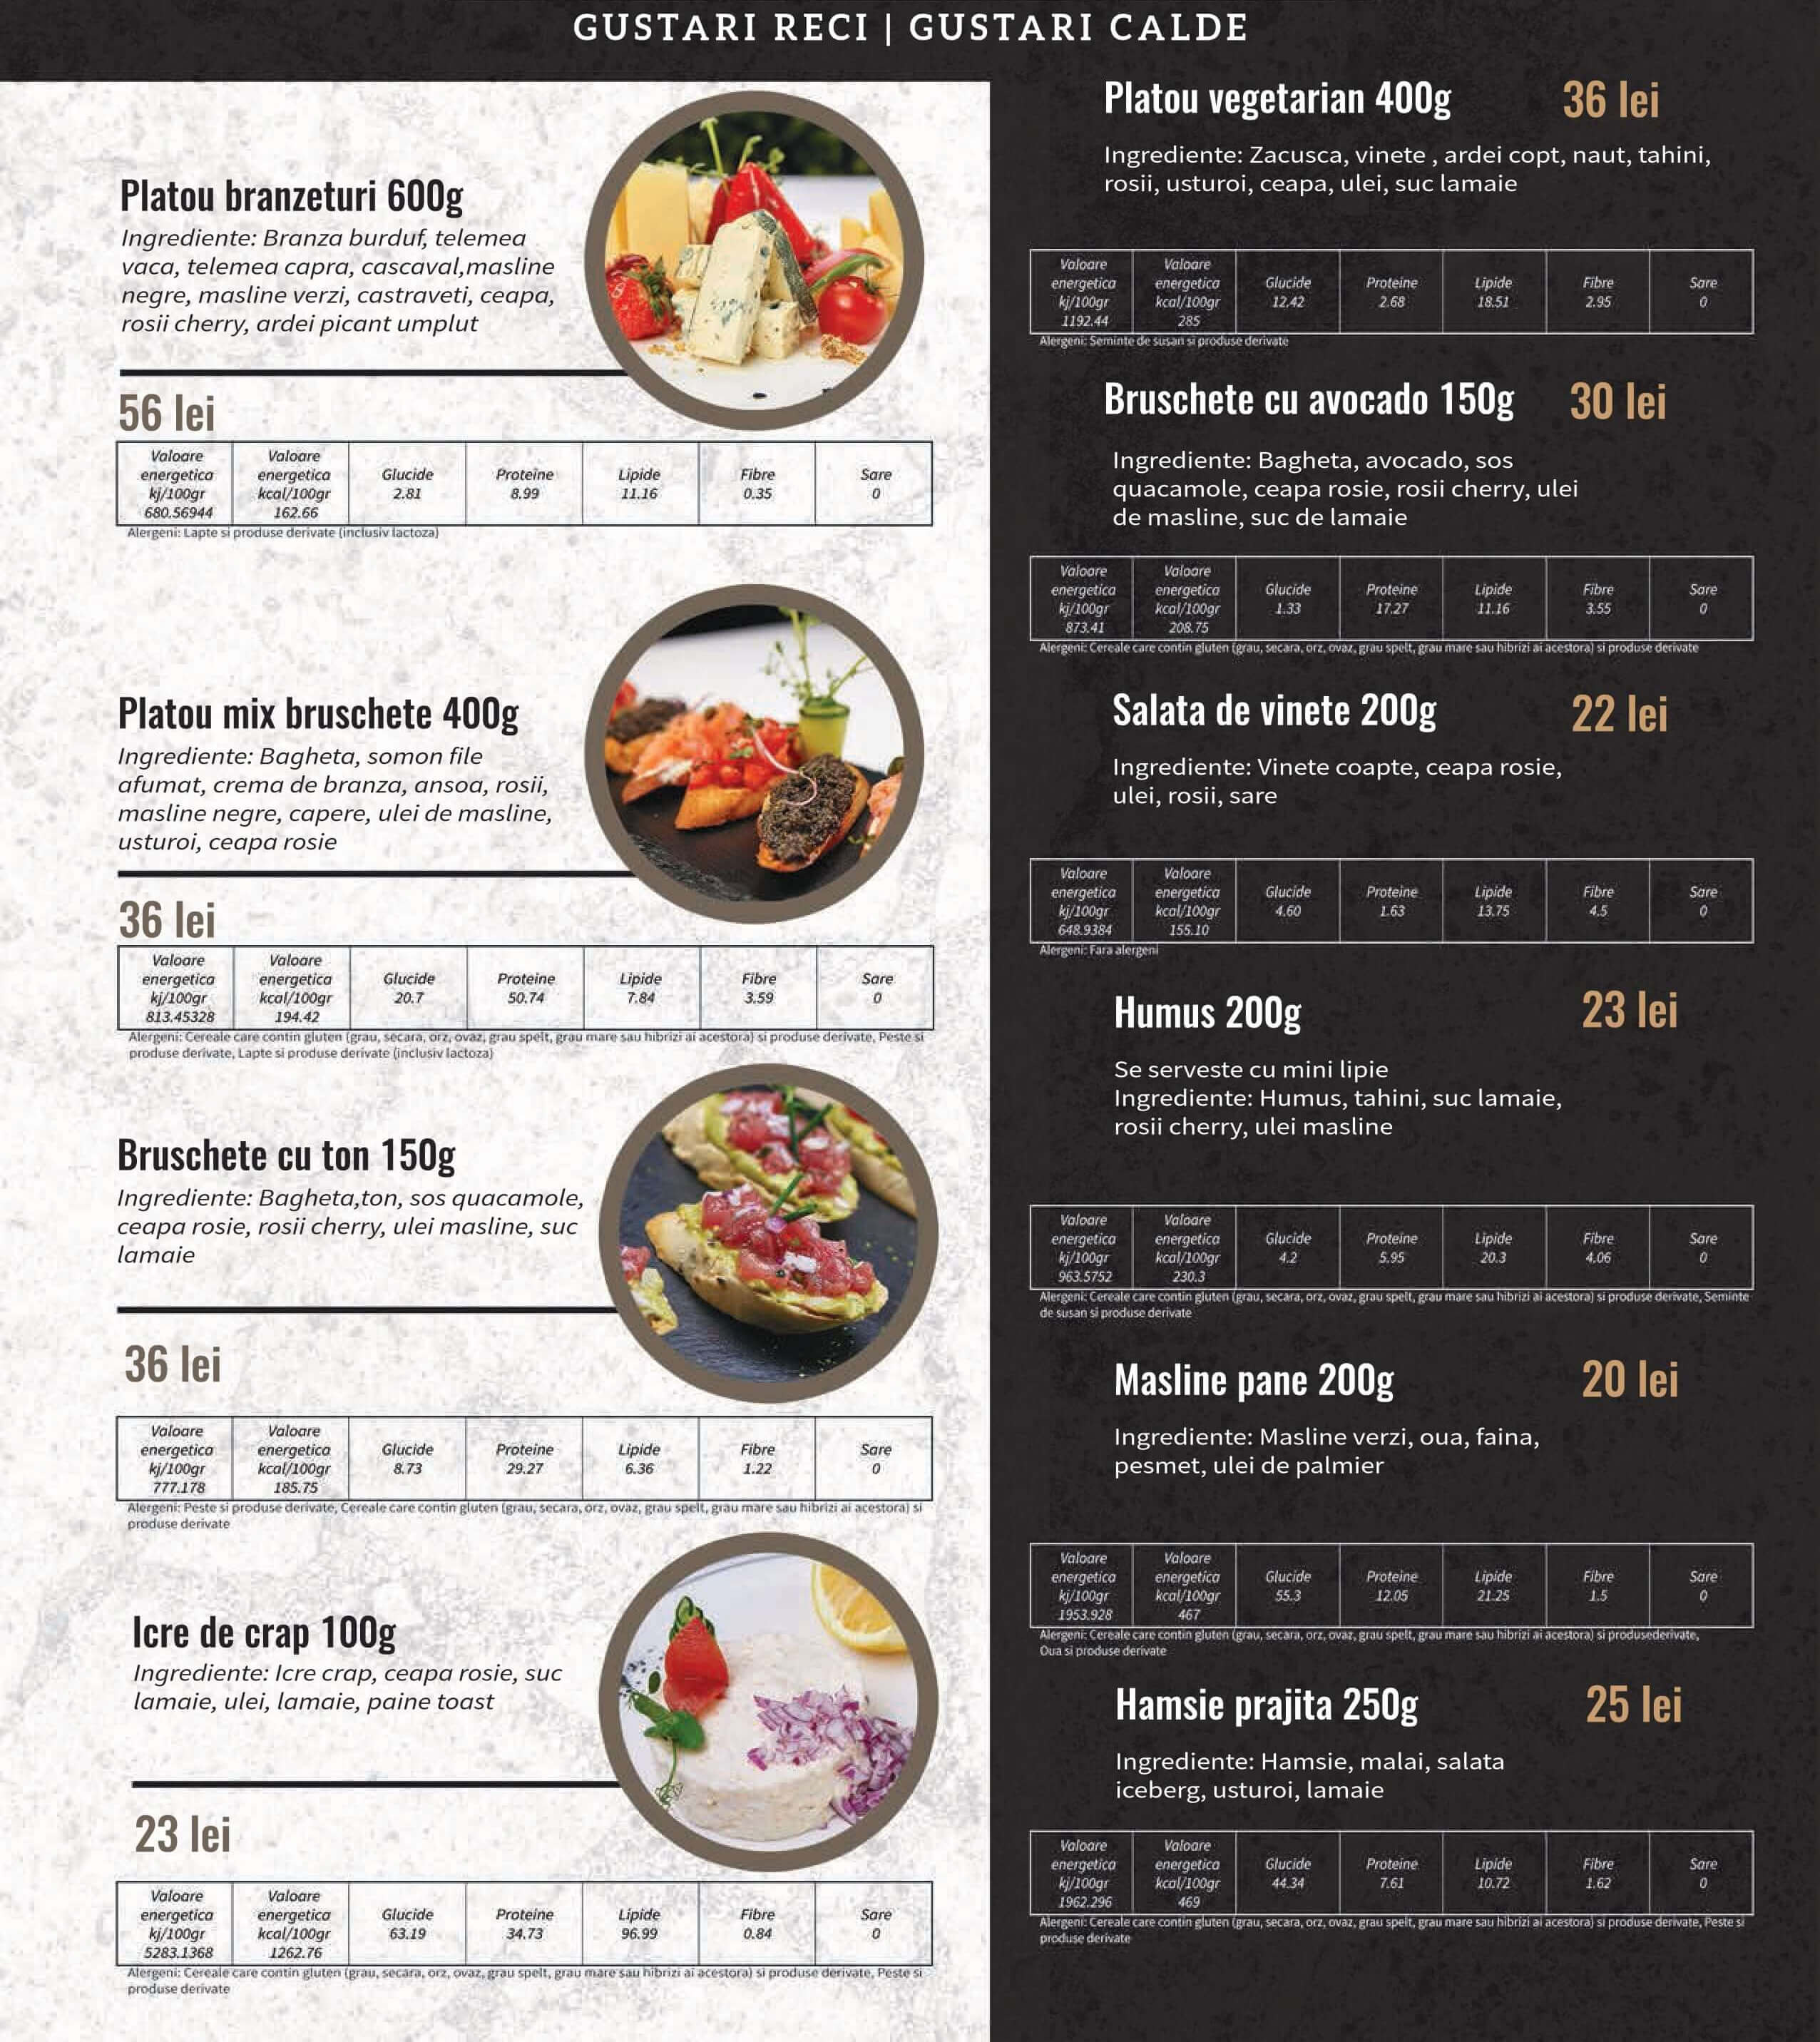 GUSTARI RECI | GUSTARI CALDE
Platou branzeturi 600g
Ingrediente: Branza burduf, telemea
vaca, telemea capra, cascaval,masline
negre, masline verzi, castraveti, ceapa,
rosii cherry, ardei picant umplut
56 lei
Valoare energetica kj/100gr 680.56944 Valoare energetica kcal/100gr 162.66 Glucide 2.81 Proteine 8.99 Lipide 11.16 Fibre 0.35 Sare 0
Alergeni: Lapte si produse derivate (inclusiv lactoza)
Platou mix bruschete 400g
Ingrediente: Bagheta, somon file
afumat, crema de branza, ansoa, rosii,
masline negre, capere, ulei de masline,
usturoi, ceapa rosie
36 lei
Valoare energetica kj/100gr 813.45328 Valoare energetica kcal/100gr 194.42 Glucide 20.7 Proteine 50.74 Lipide 7.84 Fibre 3.59 Sare 0
Alergeni: Cereale care contin gluten (grau, secara, orz, ovaz, grau spelt, grau mare sau hibrizi ai acestora) si produse derivate, Peste si
produse derivate, Lapte si produse derivate (inclusiv lactoza)
Bruschete cu ton 150g
Ingrediente: Bagheta,ton, sos quacamole,
ceapa rosie, rosii cherry, ulei masline, suc
lamaie
36 lei
Valoare energetica kj/100gr 777.178 Valoare energetica kcal/100gr 185.75 Glucide 8.73 Proteine 29.27 Lipide 6.36 Fibre 1.22 Sare 0
Alergeni: Peste si produse derivate, Cereale care contin gluten (grau, secara, orz, ovaz, grau spelt, grau mare sau hibrizi ai acestora) si
produse derivate
Icre de crap 100g
Ingrediente: Icre crap, ceapa rosie, suc
lamaie, ulei, lamaie, paine toast
23 lei
Valoare energetica kj/100gr 5283.1368 Valoare energetica kcal/100gr 1262.76 Glucide 63.19 Proteine 34.73 Lipide 96.99 Fibre 0.84 Sare 0
Alergeni: Cereale care contin gluten (grau, secara, orz, ovaz, grau spelt, grau mare sau hibrizi ai acestora) si produse derivate, Peste si
produse derivate
Platou vegetarian 400g 36 lei
Ingrediente: Zacusca, vinete , ardei copt, naut, tahini,
rosii, usturoi, ceapa, ulei, suc lamaie
Valoare energetica kj/100gr 1192.44 Valoare energetica kcal/100gr 285 Glucide 12.42 Proteine 2.68 Lipide 18.51 Fibre 2.95 Sare 0
Alergeni: Seminte de susan si produse derivate
Bruschete cu avocado 150g 30 lei
Ingrediente: Bagheta, avocado, sos
quacamole, ceapa rosie, rosii cherry, ulei
de masline, suc de lamaie
Valoare energetica kj/100gr 873.41 Valoare energetica kcal/100gr 208.75 Glucide 1.33 Proteine 17.27 Lipide 11.16 Fibre 3.55 Sare 0
Alergeni: Cereale care contin gluten (grau, secara, orz, ovaz, grau spelt, grau mare sau hibrizi ai acestora) si produse derivate
Salata de vinete 200g 22 lei
Ingrediente: Vinete coapte, ceapa rosie,
ulei, rosii, sare
Valoare energetica kj/100gr 648.9384 Valoare energetica kcal/100gr 155.10 Glucide 4.60 Proteine 1.63 Lipide 13.75 Fibre 4.5 Sare 0
Alergeni: Fara alergeni
Humus 200g 23 lei
Se serveste cu mini lipie
Ingrediente: Humus, tahini, suc lamaie,
rosii cherry, ulei masline
Valoare energetica kj/100gr 963.5752 Valoare energetica kcal/100gr 230.3 Glucide 4.2 Proteine 5.95 Lipide 20.3 Fibre 4.06 Sare 0
Alergeni: Cereale care contin gluten (grau, secara, orz, ovaz, grau spelt, grau mare sau hibrizi ai acestora) si produse derivate, Seminte
de susan si produse derivate
Masline pane 200g 20 lei
Ingrediente: Masline verzi, oua, faina,
pesmet, ulei de palmier
Valoare energetica kj/100gr 1953.928 Valoare energetica kcal/100gr 467 Glucide 55.3 Proteine 12.05 Lipide 21.25 Fibre 1.5 Sare 0
Alergeni: Cereale care contin gluten (grau, secara, orz, ovaz, grau spelt, grau mare sau hibrizi ai acestora) si produsederivate,
Oua si produse derivate
Hamsie prajita 250g 25 lei
Ingrediente: Hamsie, malai, salata
iceberg, usturoi, lamaie
Valoare energetica kj/100gr 1962.296 Valoare energetica kcal/100gr 469 Glucide 44.34 Proteine 7.61 Lipide 10.72 Fibre 1.62 Sare 0
Alergeni: Cereale care contin gluten (grau, secara, orz, ovaz, grau spelt, grau mare sau hibrizi ai acestora) si produse derivate, Peste si
produse derivate